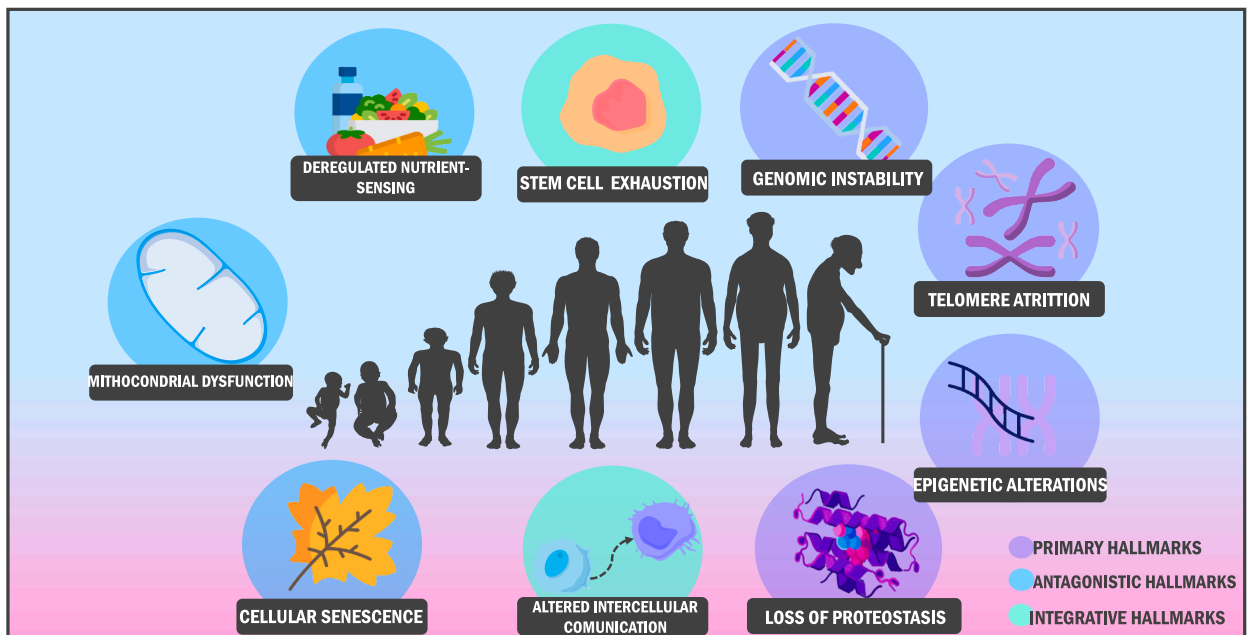 DEREGULATED NUTRIENT-
SENSING
STEM CELL EXHAUSTION
GENOMIC INSTABILITY
TELOMERE ATRITTION
MITHOCONDRIAL DYSFUNCTION
EPIGENETIC ALTERATIONS
CELLULAR SENESCENCE
ALTERED INTERCELLULAR
COMUNICATION
LOSS OF PROTEOSTASIS
PRIMARY HALLMARKS
ANTAGONISTIC HALLMARKS
INTEGRATIVE HALLMARKS